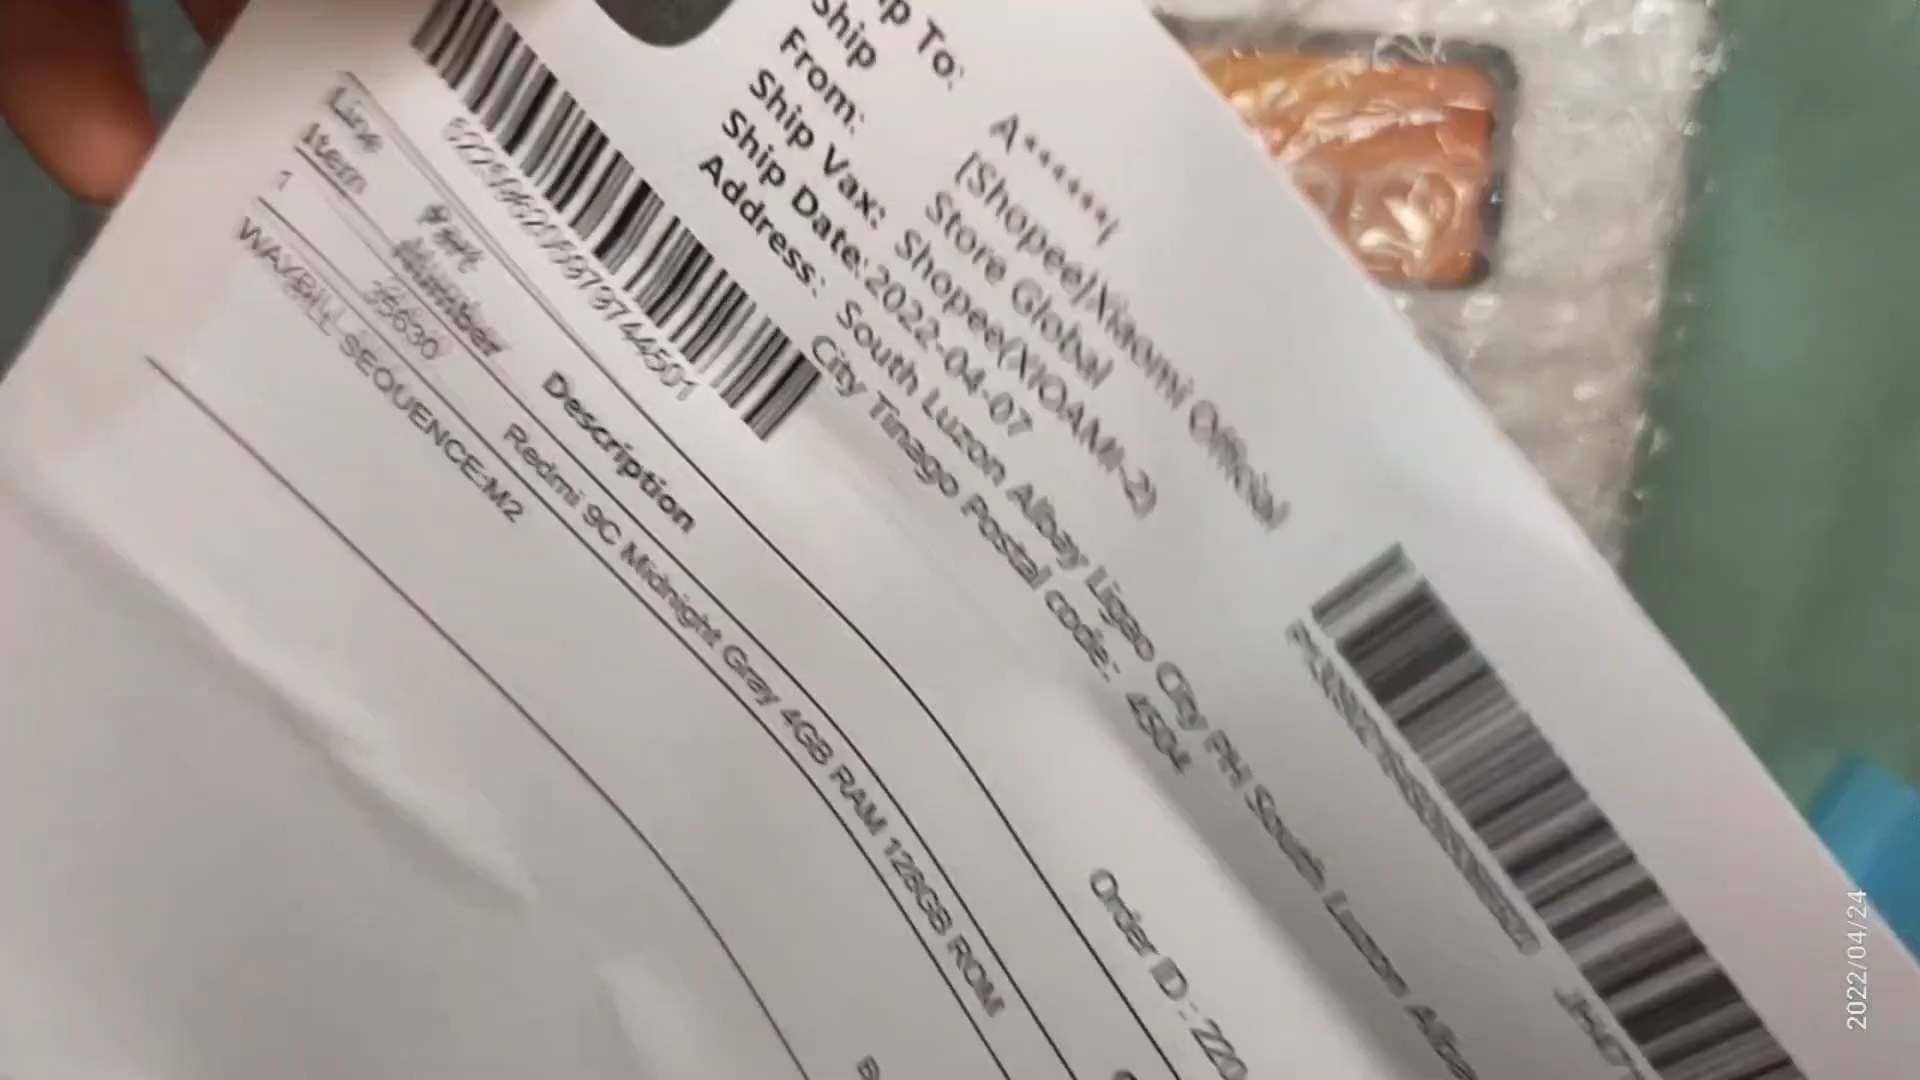 p To:
A******l
Ship
From:
(Shopee)Xiaomi Official
Store Global
Ship Vax:
Shopee(XIOAMI-2)
Ship Date:
2022-04-07
Address:
South Luzon Albay Ligao City PH South Luzon Alba
City Tinago Postal code: 4504
Order ID : 220
Line
Item
Part
Number
Description
1
35630
Redmi 9C Midnight Gray 4GB RAM 128GB ROM
WAYBILL SEQUENCE:M2
2022/04/24